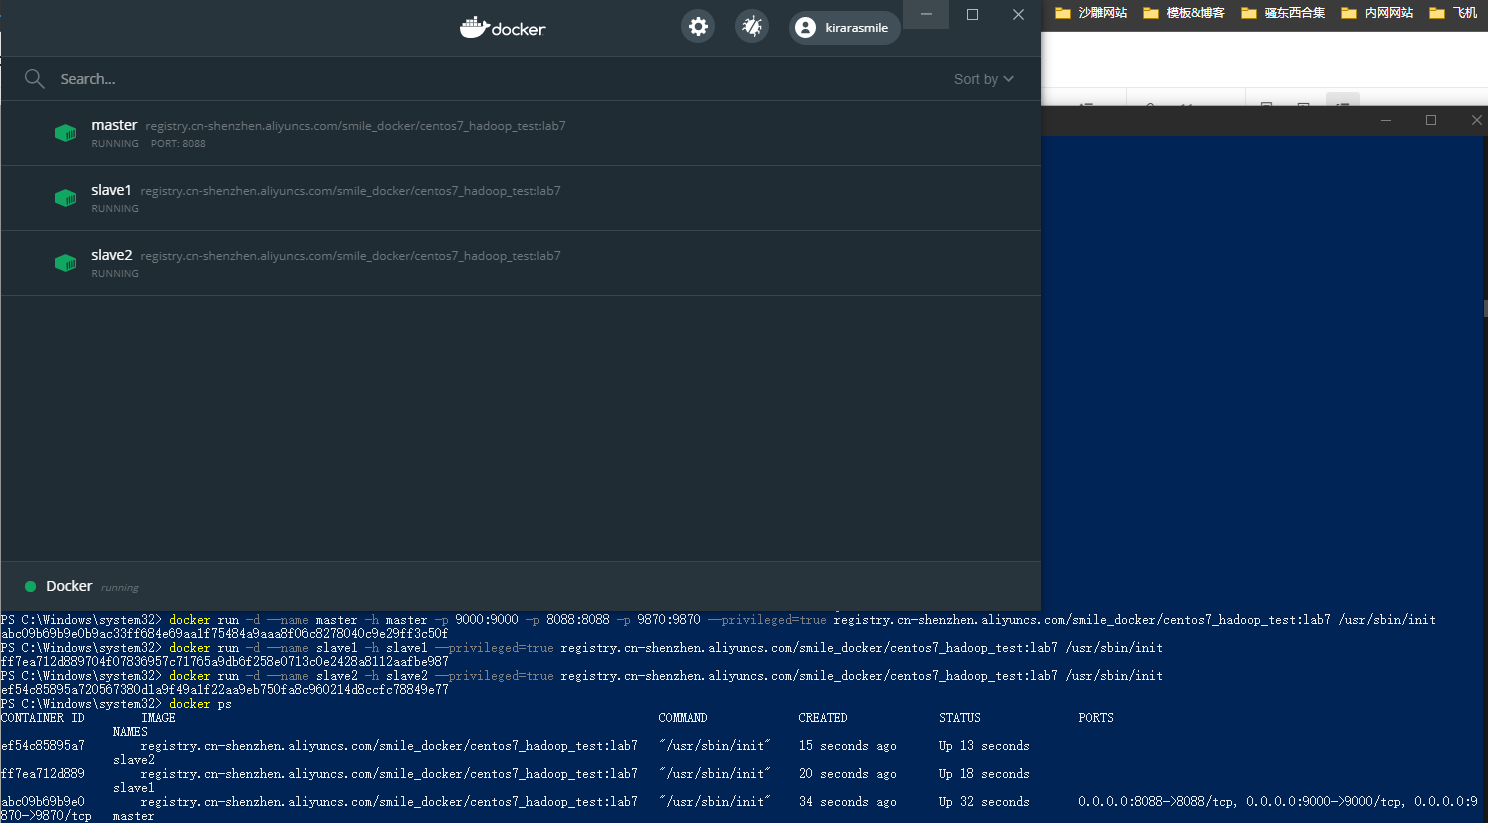 docker
kirarasmile
沙雕网站 模板&博客 骚东西合集 内网网站 飞机
Search...
Sort by
master registry.cn-shenzhen.aliyuncs.com/smile_docker/centos7_hadoop_test:lab7
RUNNING PORT: 8088
slave1 registry.cn-shenzhen.aliyuncs.com/smile_docker/centos7_hadoop_test:lab7
RUNNING
slave2 registry.cn-shenzhen.aliyuncs.com/smile_docker/centos7_hadoop_test:lab7
RUNNING
Docker running
PS C:\Windows\system32> docker run -d --name master -h master -p 9000:9000 -p 8088:8088 -p 9870:9870 --privileged=true registry.cn-shenzhen.aliyuncs.com/smile_docker/centos7_hadoop_test:lab7 /usr/sbin/init
abc09b69b9e0b9ac33ff684e69aa1f75484a9aaa8f06c8278040c9e29ff3c50f
PS C:\Windows\system32> docker run -d --name slave1 -h slave1 --privileged=true registry.cn-shenzhen.aliyuncs.com/smile_docker/centos7_hadoop_test:lab7 /usr/sbin/init
ff7ea712d889704f07836957c71765a9db6f258e0713c0e2428a8112aafbe987
PS C:\Windows\system32> docker run -d --name slave2 -h slave2 --privileged=true registry.cn-shenzhen.aliyuncs.com/smile_docker/centos7_hadoop_test:lab7 /usr/sbin/init
ef54c85895a720567380d1a9f49a1f22aa9eb750fa8c960214d8ccfc78849e77
PS C:\Windows\system32> docker ps
CONTAINER ID IMAGE COMMAND CREATED STATUS PORTS
NAMES
ef54c85895a7 registry.cn-shenzhen.aliyuncs.com/smile_docker/centos7_hadoop_test:lab7 "/usr/sbin/init" 15 seconds ago Up 13 seconds
slave2
ff7ea712d889 registry.cn-shenzhen.aliyuncs.com/smile_docker/centos7_hadoop_test:lab7 "/usr/sbin/init" 20 seconds ago Up 18 seconds
slave1
abc09b69b9e0 registry.cn-shenzhen.aliyuncs.com/smile_docker/centos7_hadoop_test:lab7 "/usr/sbin/init" 34 seconds ago Up 32 seconds 0.0.0.0:8088->8088/tcp, 0.0.0.0:9000->9000/tcp, 0.0.0.0:9
870->9870/tcp master